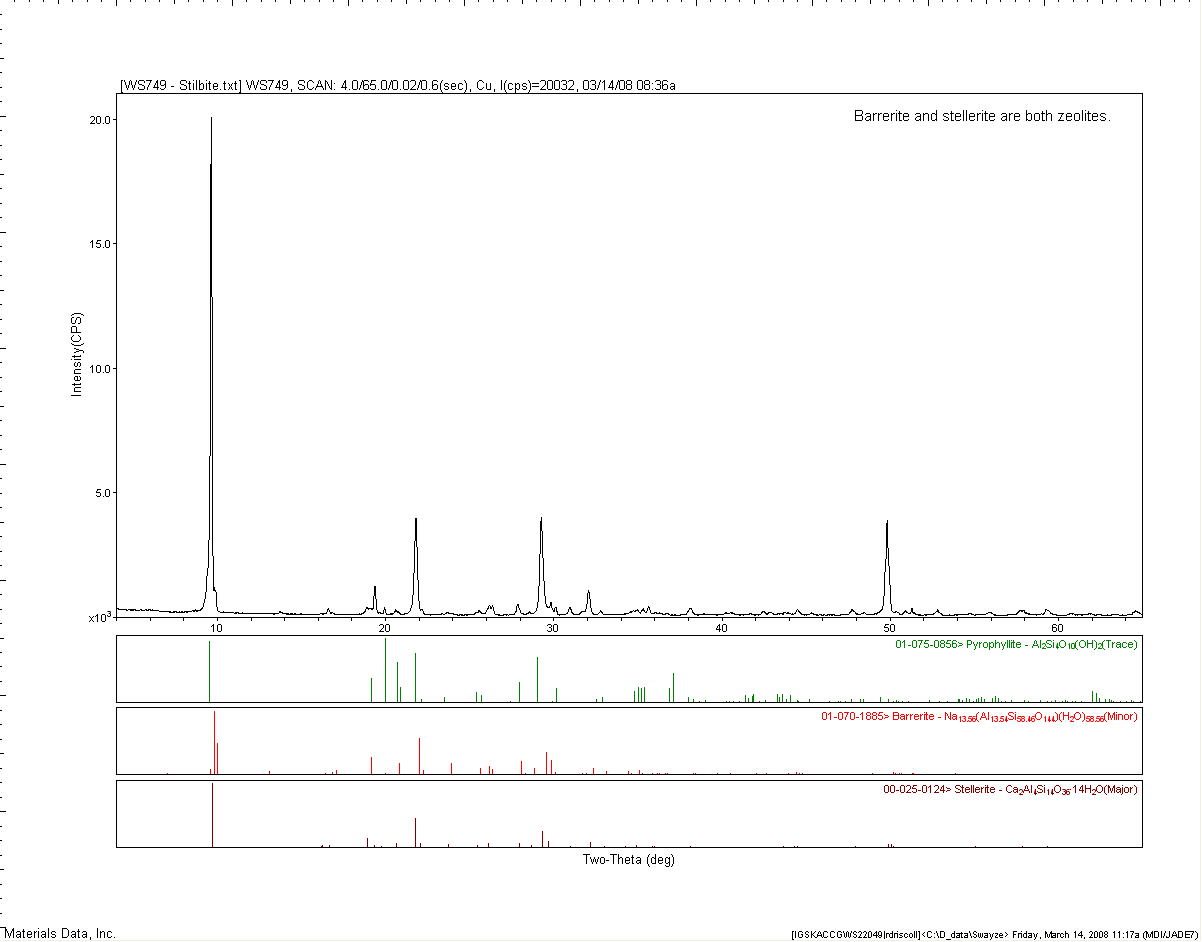 [WS749 - Stilbite.txt] WS749, SCAN: 4.0/65.0/0.02/0.6(sec), Cu, I(cps)=20032, 03/14/08 08:36a
Barrerite and stellerite are both zeolites.
20.0
15.0
Intensity(CPS)
10.0
5.0
x10^3
10 20 30 40 50 60
01-075-0856> Pyrophyllite - Al2Si4O10(OH)2(Trace)
01-070-1885> Barrerite - Na13.56(Al13.54Si58.46O144)(H2O)58.56(Minor)
00-025-0124> Stellerite - Ca2Al4Si14O36·14H2O(Major)
Two-Theta (deg)
Materials Data, Inc.
[IGSKACCGWS22049|rdriscoll]<C:\D_data\Swayze> Friday, March 14, 2008 11:17a (MDI/JADE7)